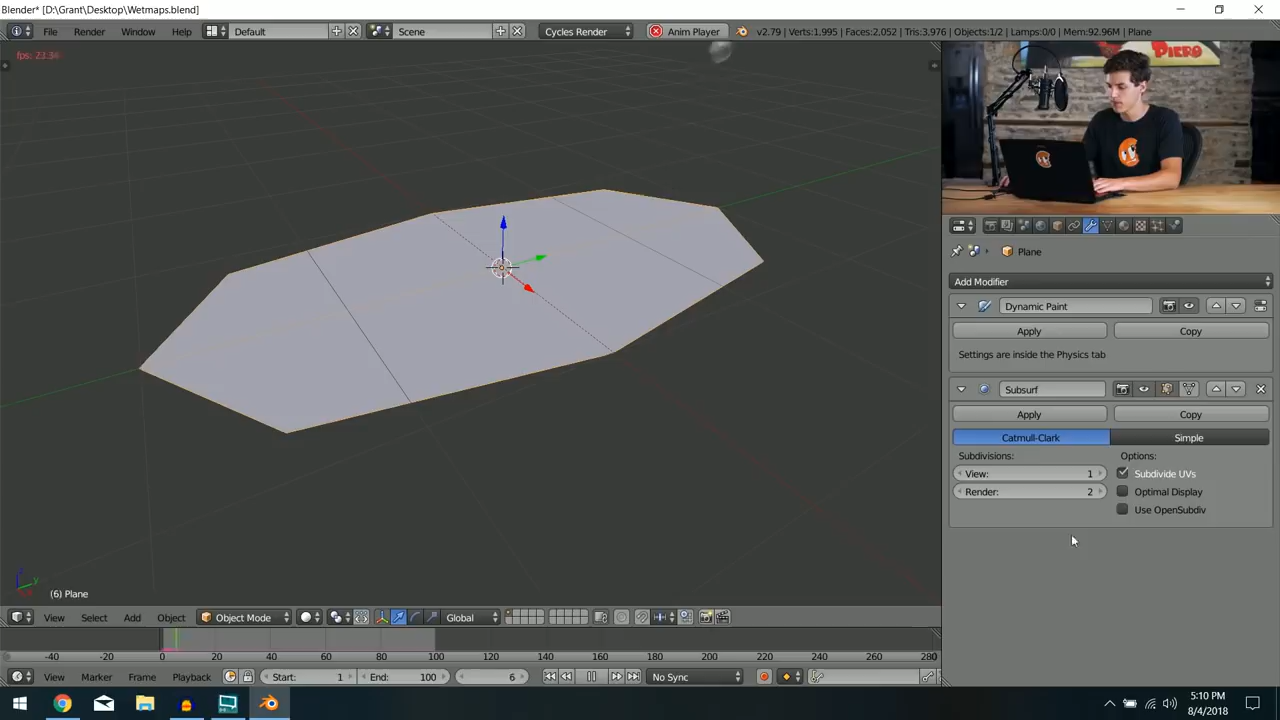 Blender* [D:\Grant\Desktop\Wetmaps.blend]
File Render Window Help Default Scene Cycles Render Anim Player v2.79 | Verts:1,995 | Faces:2,052 | Tris:3,976 | Objects:1/2 | Lamps:0/0 | Mem:92.96M | Plane
PIERO
Plane
Add Modifier
Dynamic Paint
Apply Copy
Settings are inside the Physics tab
Subsurf
Apply Copy
Catmull-Clark Simple
Subdivisions: Options:
View: 1 Subdivide UVs
Render: 2 Optimal Display
Use OpenSubdiv
z
y
(6) Plane
View Select Add Object Object Mode Global
-40 -20 0 20 40 60 80 100 120 140 160 180 200 220 240 260 280
View Marker Frame Playback Start: 1 End: 100 6 No Sync
5:10 PM
8/4/2018